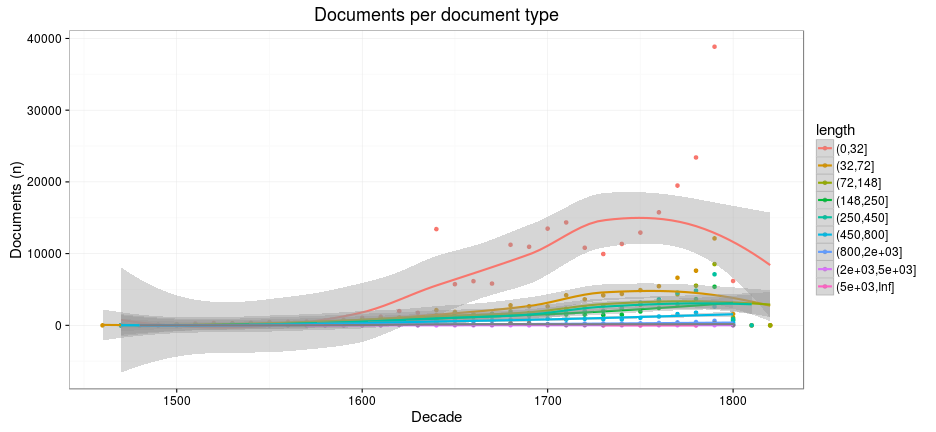 Documents per document type
40000
30000
20000
10000
0
Documents (n)
1500 1600 1700 1800
Decade
length
(0,32]
(32,72]
(72,148]
(148,250]
(250,450]
(450,800]
(800,2e+03]
(2e+03,5e+03]
(5e+03,Inf]